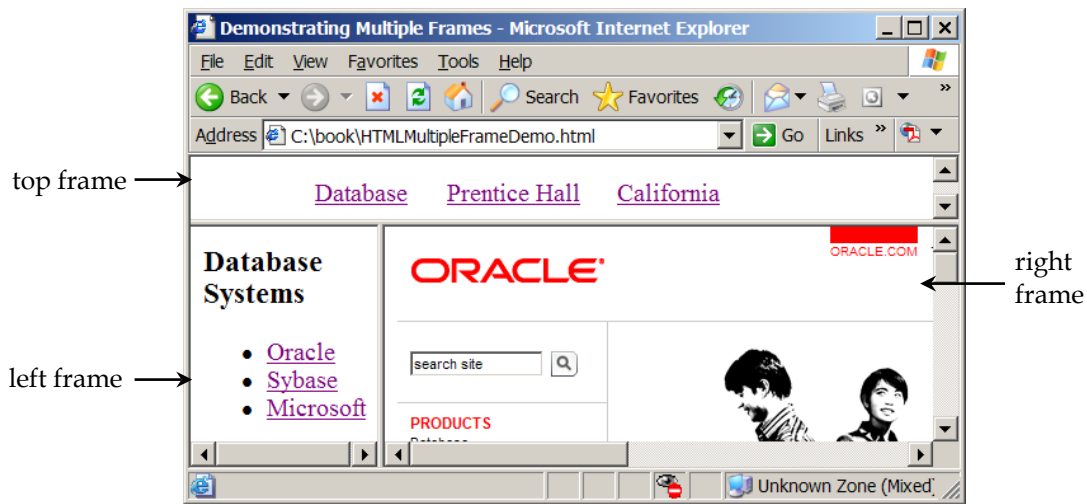 Demonstrating Multiple Frames - Microsoft Internet Explorer
File Edit View Favorites Tools Help
Back Search Favorites »
Address C:\book\HTMLMultipleFrameDemo.html Go Links »
top frame
Database Prentice Hall California
Database
Systems
Oracle
Sybase
Microsoft
left frame
ORACLE
ORACLE.COM
right
frame
search site
PRODUCTS
Database
Unknown Zone (Mixed)